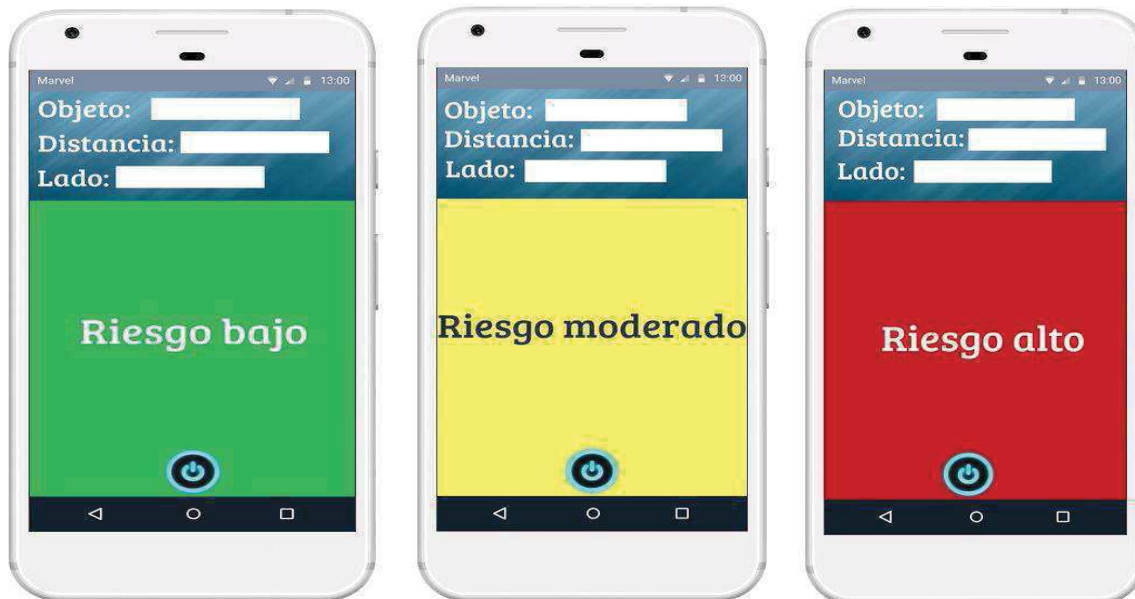 Marvel 13:00
Objeto:
Distancia:
Lado:
Riesgo bajo
Marvel 13:00
Objeto:
Distancia:
Lado:
Riesgo moderado
Marvel 13:00
Objeto:
Distancia:
Lado:
Riesgo alto